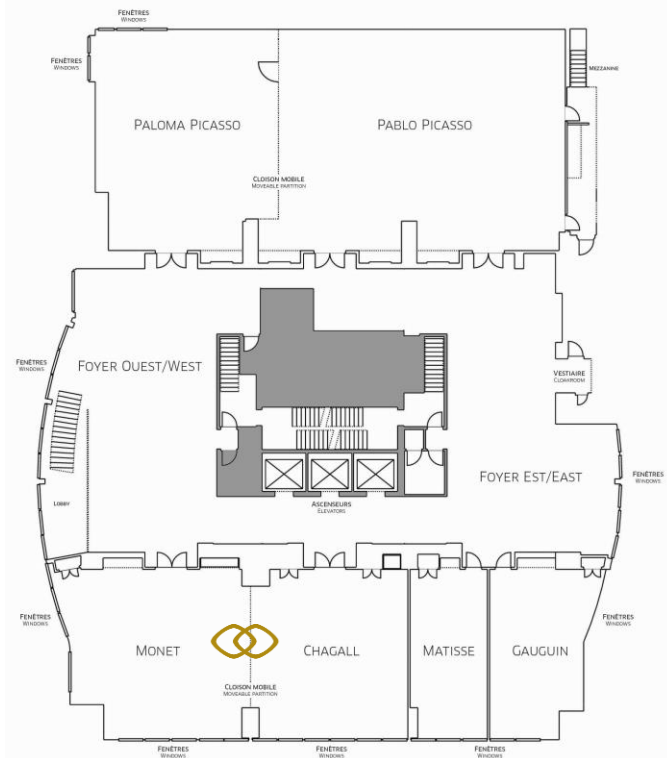 FENÊTRES
WINDOWS
FENÊTRES
WINDOWS
MEZZANINE
PALOMA PICASSO
PABLO PICASSO
CLOISON MOBILE
MOVEABLE PARTITION
FENÊTRES
WINDOWS
FOYER OUEST/WEST
VESTIAIRE
CLOAKROOM
FOYER EST/EAST
FENÊTRES
WINDOWS
LOBBY
ASCENSEURS
ELEVATORS
FENÊTRES
WINDOWS
FENÊTRES
WINDOWS
MONET
CHAGALL
MATISSE
GAUGUIN
CLOISON MOBILE
MOVEABLE PARTITION
FENÊTRES
WINDOWS
FENÊTRES
WINDOWS
FENÊTRES
WINDOWS